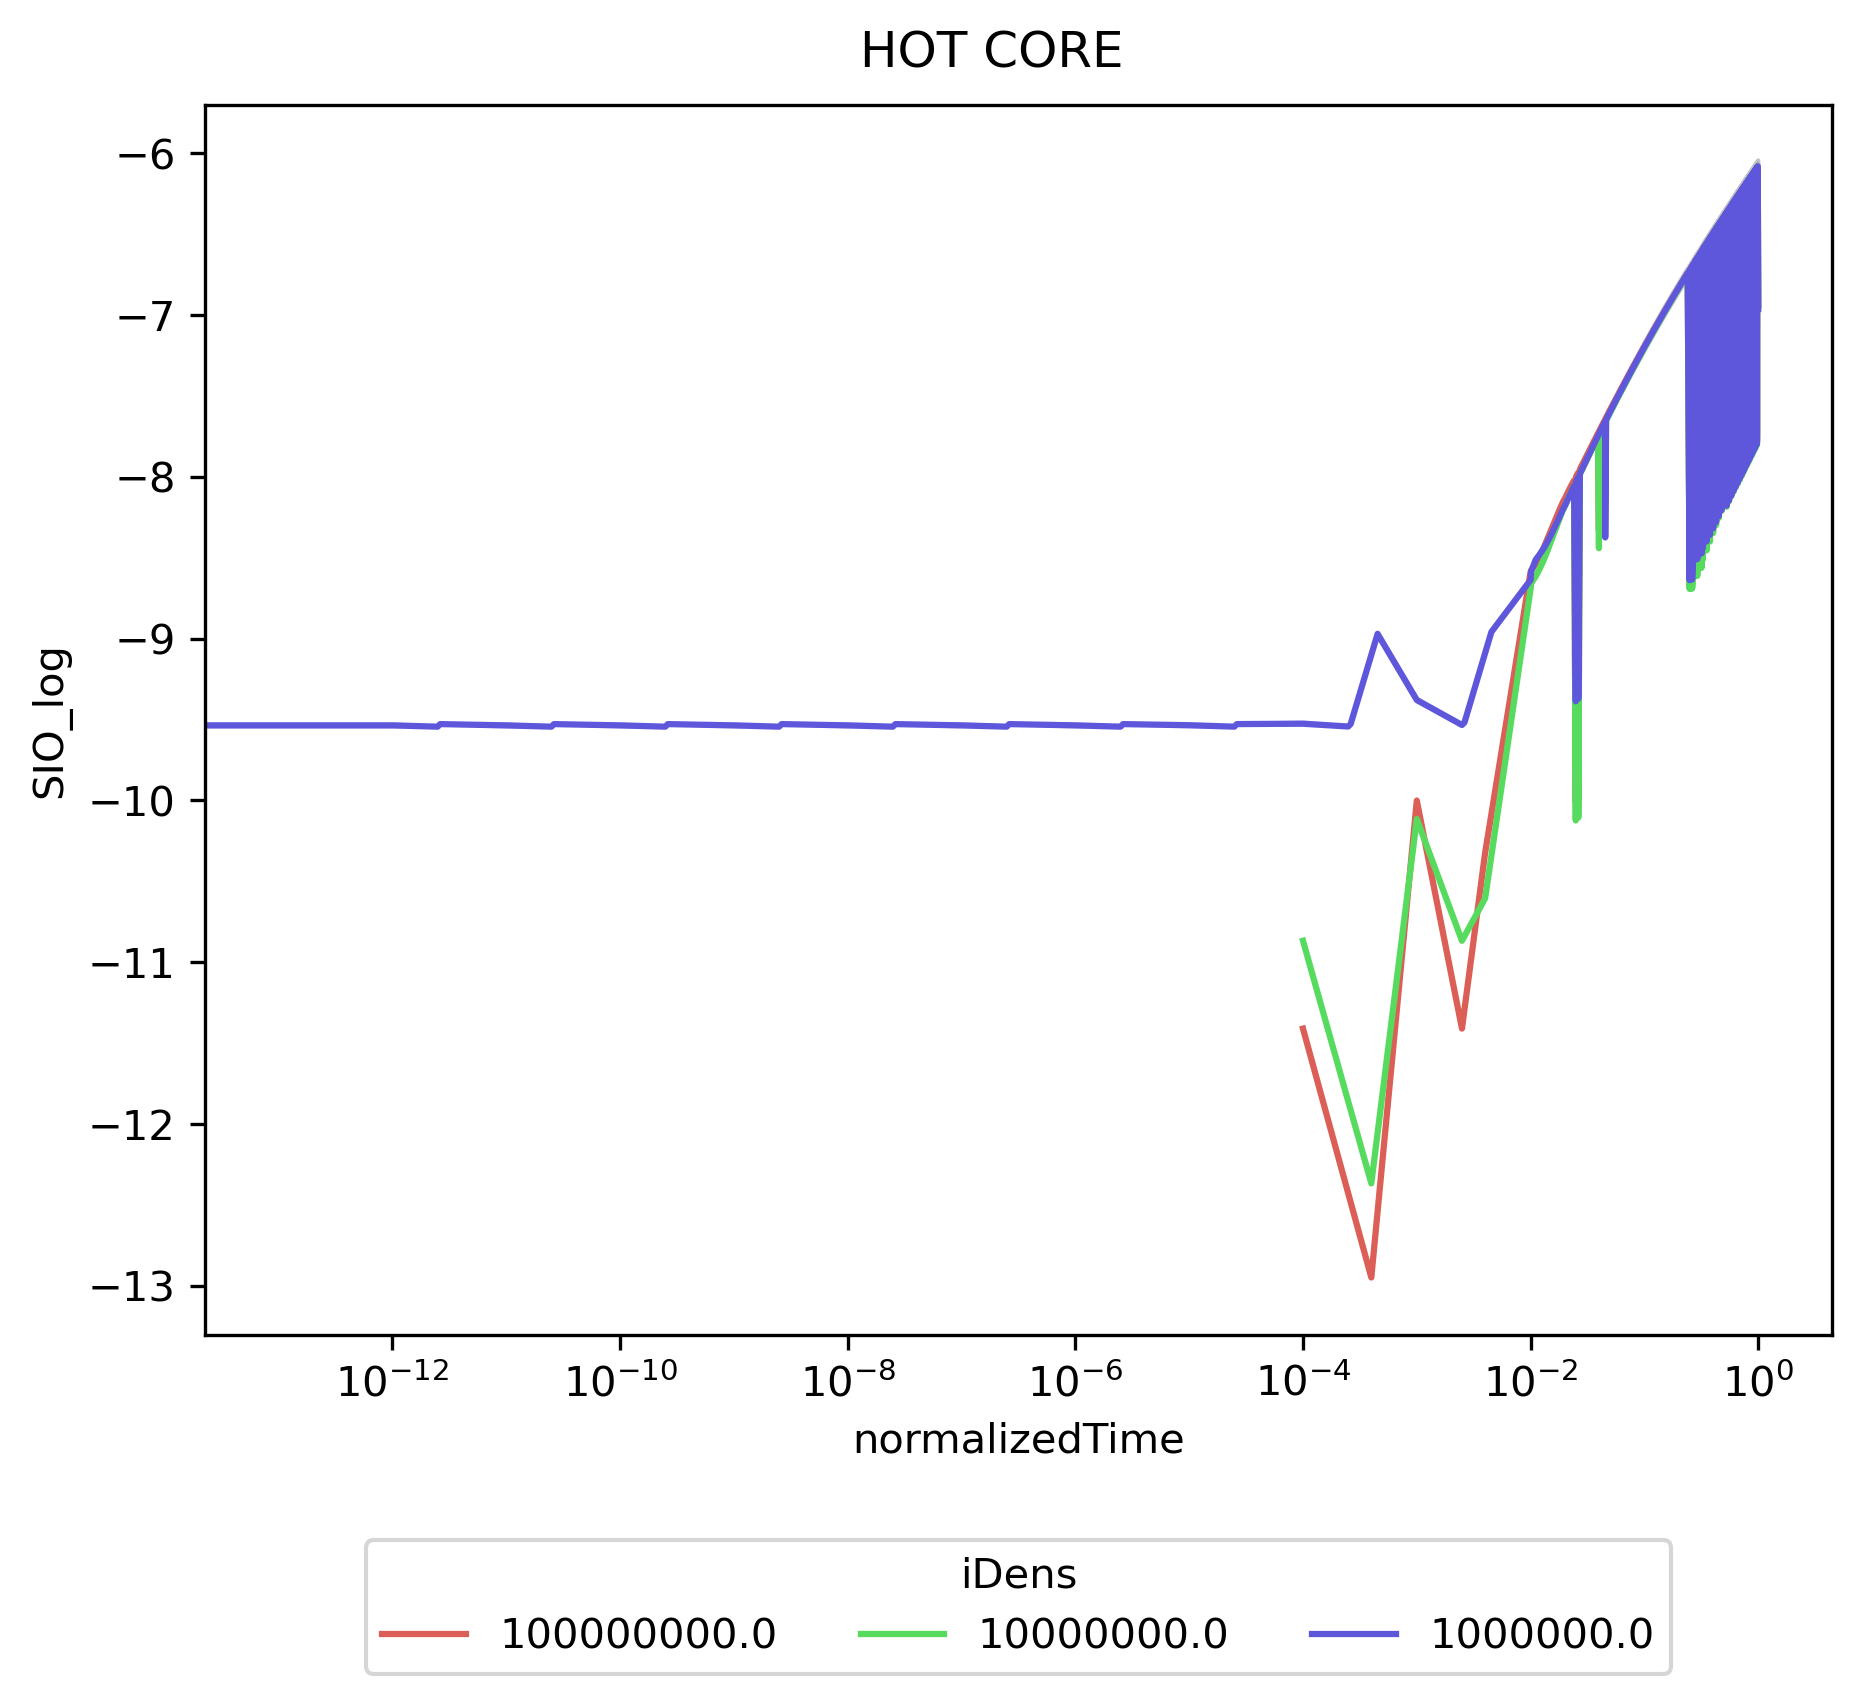 HOT CORE
SIO_log
−6
−7
−8
−9
−10
−11
−12
−13
10⁻¹² 10⁻¹⁰ 10⁻⁸ 10⁻⁶ 10⁻⁴ 10⁻² 10⁰
normalizedTime
iDens
100000000.0 10000000.0 1000000.0